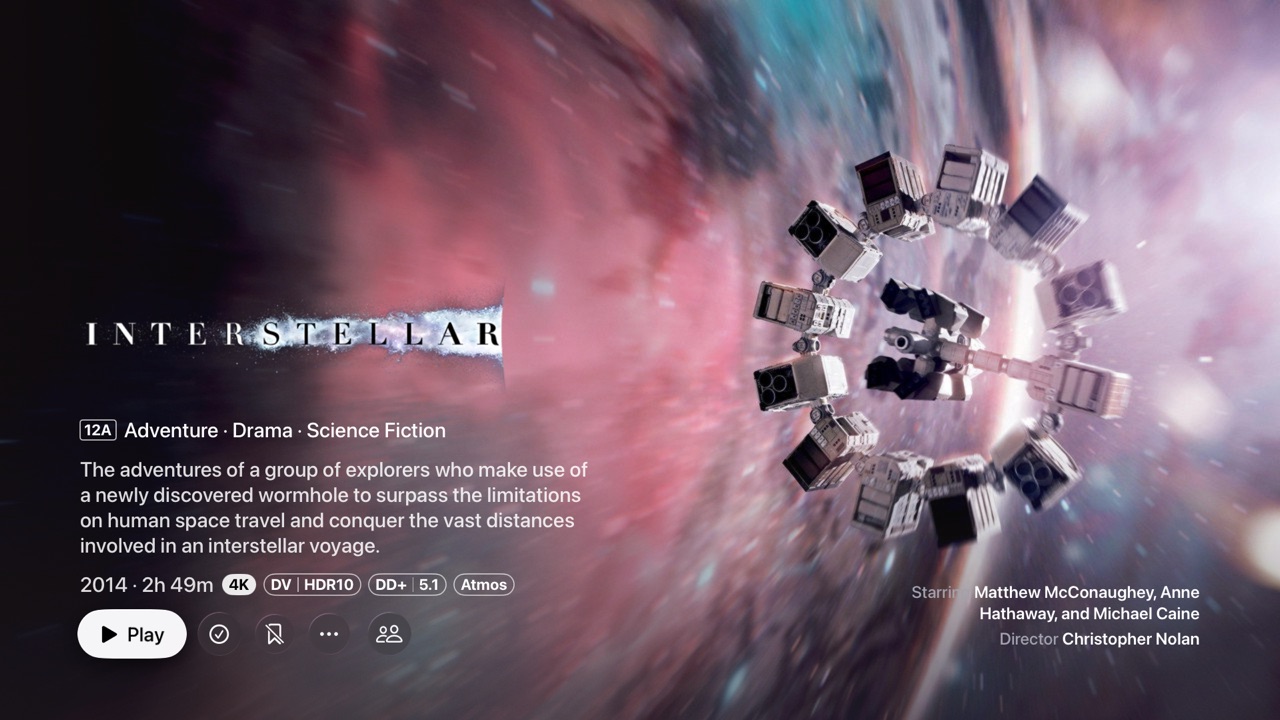 INTERSTELLAR
12A Adventure · Drama · Science Fiction
The adventures of a group of explorers who make use of
a newly discovered wormhole to surpass the limitations
on human space travel and conquer the vast distances
involved in an interstellar voyage.
2014 · 2h 49m 4K DV | HDR10 DD+ | 5.1 Atmos
Play
Starring Matthew McConaughey, Anne
Hathaway, and Michael Caine
Director Christopher Nolan